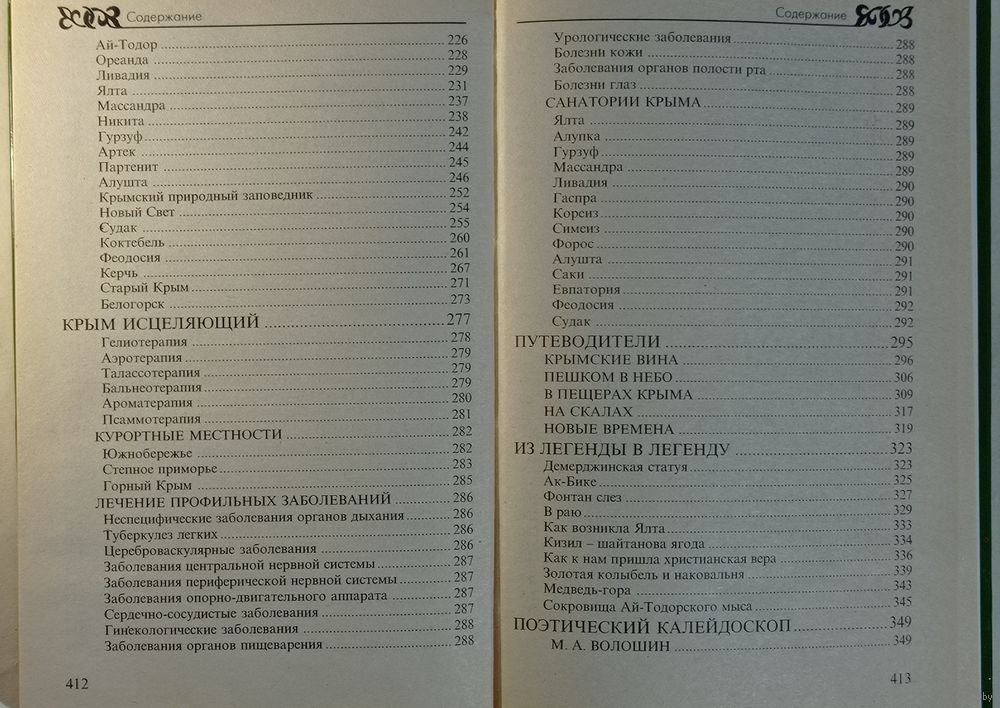 Содержание
Ай-Тодор 226
Ореанда 228
Ливадия 229
Ялта 231
Массандра 237
Никита 238
Гурзуф 242
Артек 244
Партенит 245
Алушта 246
Крымский природный заповедник 252
Новый Свет 254
Судак 255
Коктебель 260
Феодосия 261
Керчь 267
Старый Крым 271
Белогорск 273
КРЫМ ИСЦЕЛЯЮЩИЙ 277
Гелиотерапия 278
Аэротерапия 279
Талассотерапия 279
Бальнеотерапия 279
Ароматерапия 280
Псаммотерапия 281
КУРОРТНЫЕ МЕСТНОСТИ 282
Южнобережье 282
Степное приморье 283
Горный Крым 285
ЛЕЧЕНИЕ ПРОФИЛЬНЫХ ЗАБОЛЕВАНИЙ 286
Неспецифические заболевания органов дыхания 286
Туберкулез легких 286
Цереброваскулярные заболевания 286
Заболевания центральной нервной системы 287
Заболевания периферической нервной системы 287
Заболевания опорно-двигательного аппарата 287
Сердечно-сосудистые заболевания 287
Гинекологические заболевания 288
Заболевания органов пищеварения 288
412
Содержание
Урологические заболевания 288
Болезни кожи 288
Заболевания органов полости рта 288
Болезни глаз 288
САНАТОРИИ КРЫМА 289
Ялта 289
Алупка 289
Гурзуф 289
Массандра 289
Ливадия 290
Гаспра 290
Кореиз 290
Симеиз 290
Форос 290
Алушта 291
Саки 291
Евпатория 291
Феодосия 292
Судак 292
ПУТЕВОДИТЕЛИ 295
КРЫМСКИЕ ВИНА 296
ПЕШКОМ В НЕБО 306
В ПЕЩЕРАХ КРЫМА 309
НА СКАЛАХ 317
НОВЫЕ ВРЕМЕНА 319
ИЗ ЛЕГЕНДЫ В ЛЕГЕНДУ 323
Демерджинская статуя 323
Ак-Бике 325
Фонтан слез 327
В раю 329
Как возникла Ялта 333
Кизил – шайтанова ягода 334
Как к нам пришла христианская вера 336
Золотая колыбель и наковальня 339
Медведь-гора 343
Сокровища Ай-Тодорского мыса 345
ПОЭТИЧЕСКИЙ КАЛЕЙДОСКОП 349
М. А. ВОЛОШИН 349
413
by